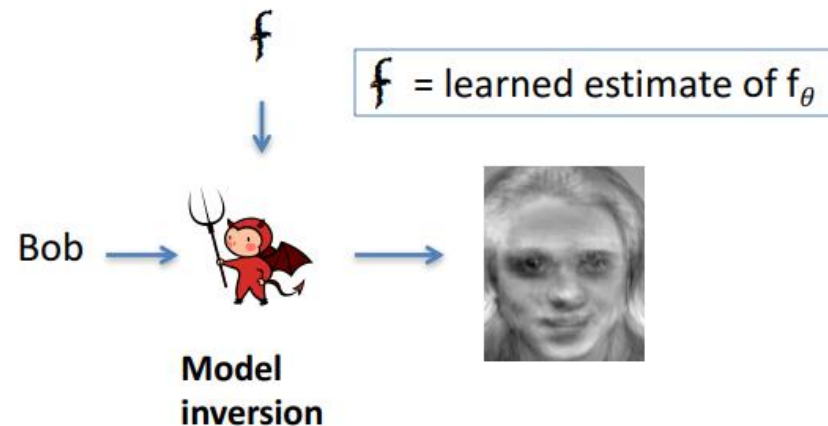 f
f = learned estimate of fθ
Bob
Model
inversion